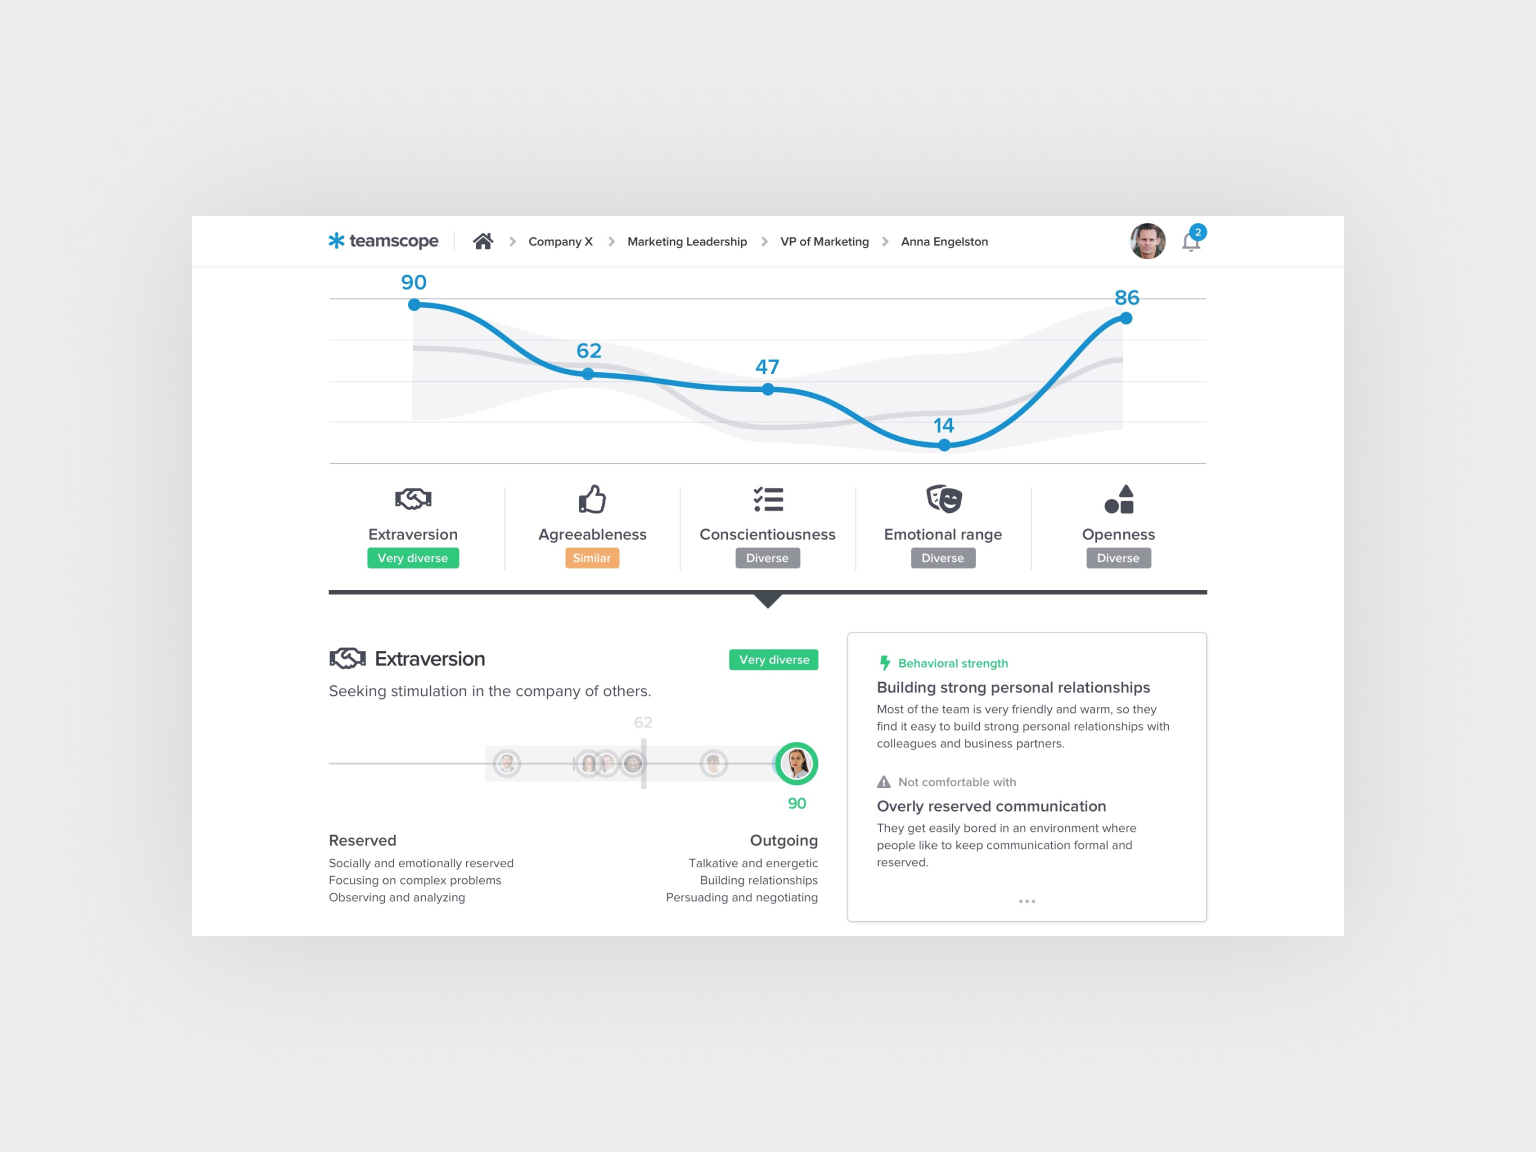 teamscope
Company X
Marketing Leadership
VP of Marketing
Anna Engelston
2
90
62
47
14
86
Extraversion
Very diverse
Agreeableness
Similar
Conscientiousness
Diverse
Emotional range
Diverse
Openness
Diverse
Extraversion
Very diverse
Seeking stimulation in the company of others.
62
90
Reserved
Socially and emotionally reserved
Focusing on complex problems
Observing and analyzing
Outgoing
Talkative and energetic
Building relationships
Persuading and negotiating
Behavioral strength
Building strong personal relationships
Most of the team is very friendly and warm, so they
find it easy to build strong personal relationships with
colleagues and business partners.
Not comfortable with
Overly reserved communication
They get easily bored in an environment where
people like to keep communication formal and
reserved.